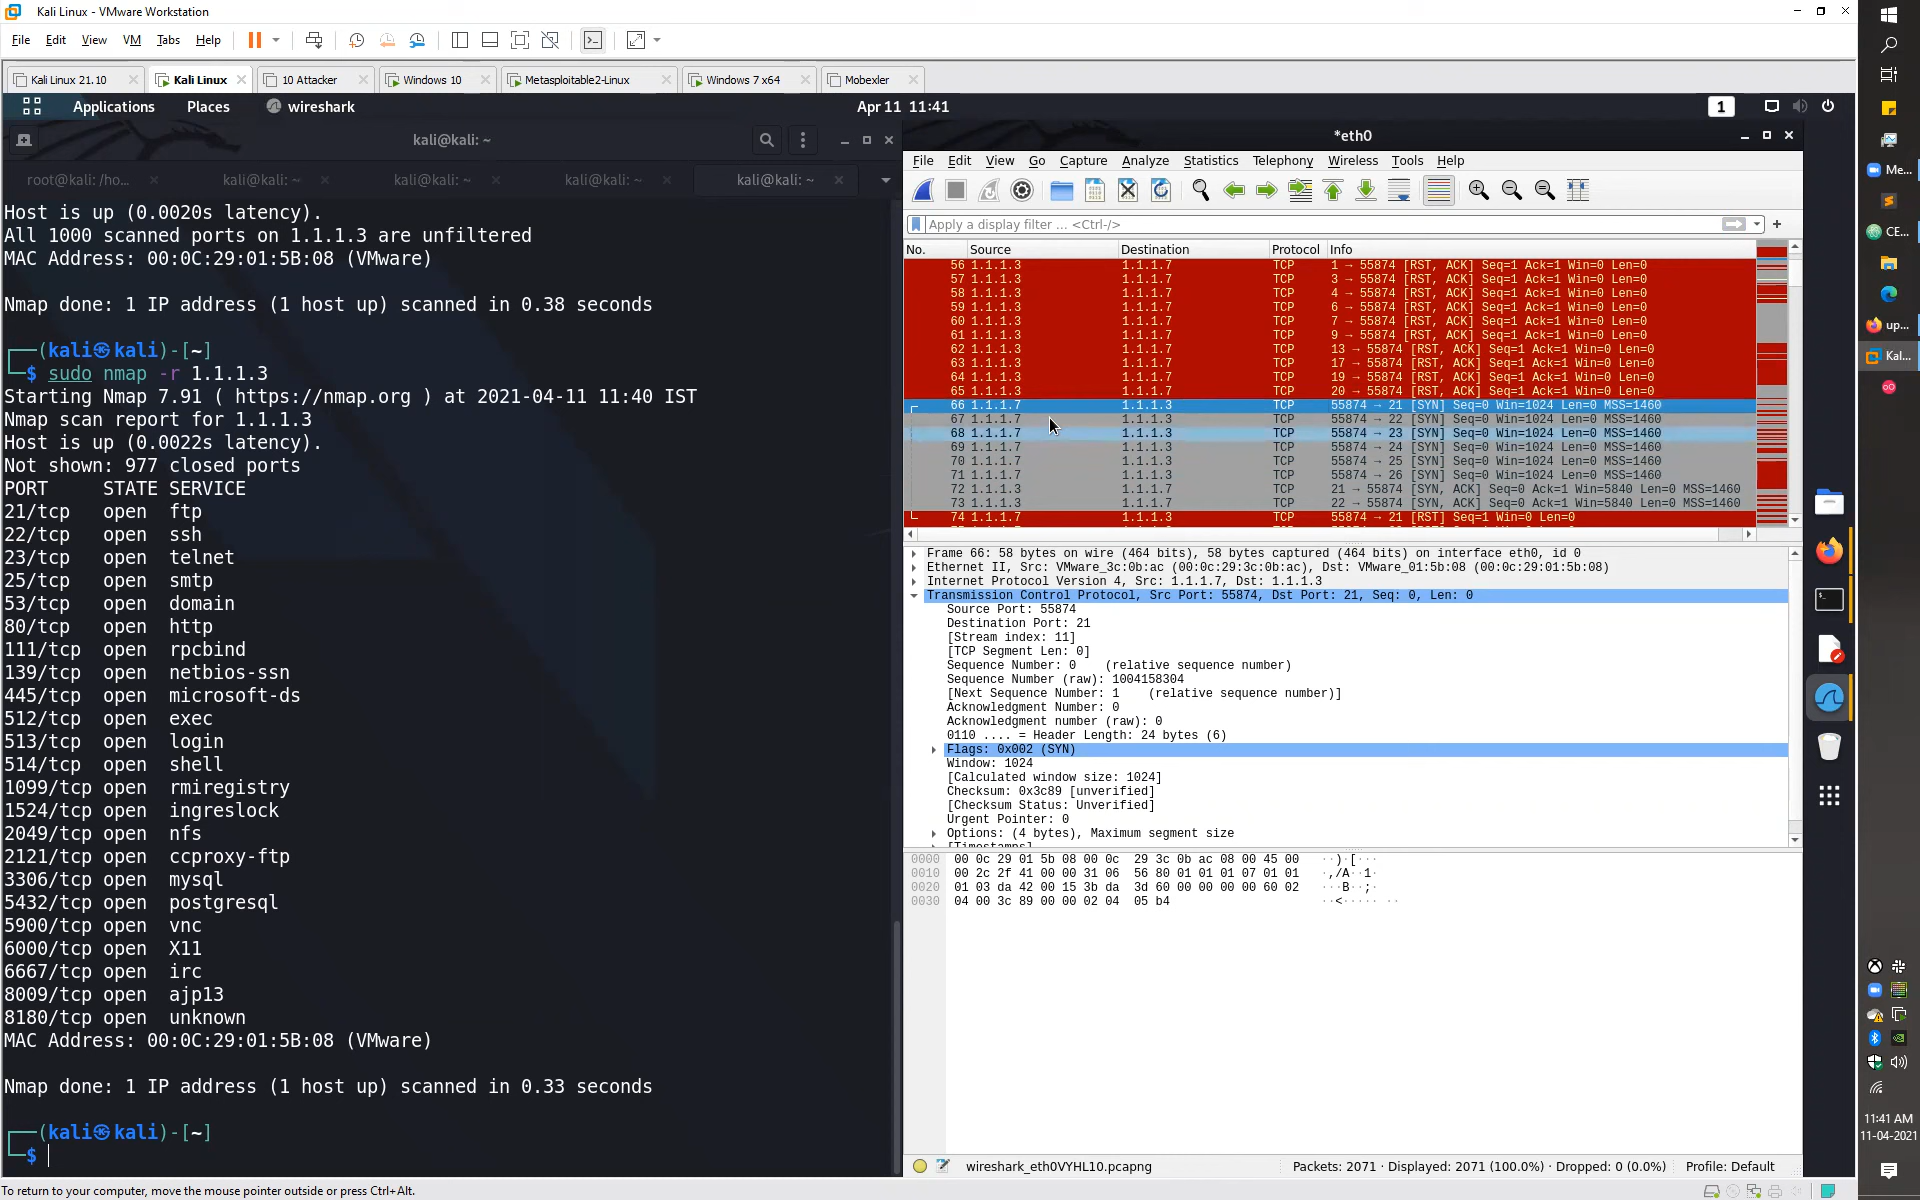 Kali Linux - VMware Workstation
File Edit View VM Tabs Help
Kali Linux 21.10
Kali Linux
10 Attacker
Windows 10
Metasploitable2-Linux
Windows 7 x64
Mobexler
Applications Places wireshark
Apr 11 11:41
1
kali@kali: ~
root@kali: /ho...
kali@kali: ~
kali@kali: ~
kali@kali: ~
kali@kali: ~
Host is up (0.0020s latency).
All 1000 scanned ports on 1.1.1.3 are unfiltered
MAC Address: 00:0C:29:01:5B:08 (VMware)
Nmap done: 1 IP address (1 host up) scanned in 0.38 seconds
(kali㉿kali)-[~]
$ sudo nmap -r 1.1.1.3
Starting Nmap 7.91 ( https://nmap.org ) at 2021-04-11 11:40 IST
Nmap scan report for 1.1.1.3
Host is up (0.0022s latency).
Not shown: 977 closed ports
PORT STATE SERVICE
21/tcp open ftp
22/tcp open ssh
23/tcp open telnet
25/tcp open smtp
53/tcp open domain
80/tcp open http
111/tcp open rpcbind
139/tcp open netbios-ssn
445/tcp open microsoft-ds
512/tcp open exec
513/tcp open login
514/tcp open shell
1099/tcp open rmiregistry
1524/tcp open ingreslock
2049/tcp open nfs
2121/tcp open ccproxy-ftp
3306/tcp open mysql
5432/tcp open postgresql
5900/tcp open vnc
6000/tcp open X11
6667/tcp open irc
8009/tcp open ajp13
8180/tcp open unknown
MAC Address: 00:0C:29:01:5B:08 (VMware)
Nmap done: 1 IP address (1 host up) scanned in 0.33 seconds
(kali㉿kali)-[~]
$
*eth0
File Edit View Go Capture Analyze Statistics Telephony Wireless Tools Help
Apply a display filter ... <Ctrl-/>
No. Source Destination Protocol Info
56 1.1.1.3 1.1.1.7 TCP 1 → 55874 [RST, ACK] Seq=1 Ack=1 Win=0 Len=0
57 1.1.1.3 1.1.1.7 TCP 3 → 55874 [RST, ACK] Seq=1 Ack=1 Win=0 Len=0
58 1.1.1.3 1.1.1.7 TCP 4 → 55874 [RST, ACK] Seq=1 Ack=1 Win=0 Len=0
59 1.1.1.3 1.1.1.7 TCP 6 → 55874 [RST, ACK] Seq=1 Ack=1 Win=0 Len=0
60 1.1.1.3 1.1.1.7 TCP 7 → 55874 [RST, ACK] Seq=1 Ack=1 Win=0 Len=0
61 1.1.1.3 1.1.1.7 TCP 9 → 55874 [RST, ACK] Seq=1 Ack=1 Win=0 Len=0
62 1.1.1.3 1.1.1.7 TCP 13 → 55874 [RST, ACK] Seq=1 Ack=1 Win=0 Len=0
63 1.1.1.3 1.1.1.7 TCP 17 → 55874 [RST, ACK] Seq=1 Ack=1 Win=0 Len=0
64 1.1.1.3 1.1.1.7 TCP 19 → 55874 [RST, ACK] Seq=1 Ack=1 Win=0 Len=0
65 1.1.1.3 1.1.1.7 TCP 20 → 55874 [RST, ACK] Seq=1 Ack=1 Win=0 Len=0
66 1.1.1.7 1.1.1.3 TCP 55874 → 21 [SYN] Seq=0 Win=1024 Len=0 MSS=1460
67 1.1.1.7 1.1.1.3 TCP 55874 → 22 [SYN] Seq=0 Win=1024 Len=0 MSS=1460
68 1.1.1.7 1.1.1.3 TCP 55874 → 23 [SYN] Seq=0 Win=1024 Len=0 MSS=1460
69 1.1.1.7 1.1.1.3 TCP 55874 → 24 [SYN] Seq=0 Win=1024 Len=0 MSS=1460
70 1.1.1.7 1.1.1.3 TCP 55874 → 25 [SYN] Seq=0 Win=1024 Len=0 MSS=1460
71 1.1.1.7 1.1.1.3 TCP 55874 → 26 [SYN] Seq=0 Win=1024 Len=0 MSS=1460
72 1.1.1.3 1.1.1.7 TCP 21 → 55874 [SYN, ACK] Seq=0 Ack=1 Win=5840 Len=0 MSS=1460
73 1.1.1.3 1.1.1.7 TCP 22 → 55874 [SYN, ACK] Seq=0 Ack=1 Win=5840 Len=0 MSS=1460
74 1.1.1.7 1.1.1.3 TCP 55874 → 21 [RST] Seq=1 Win=0 Len=0
Frame 66: 58 bytes on wire (464 bits), 58 bytes captured (464 bits) on interface eth0, id 0
Ethernet II, Src: VMware_3c:0b:ac (00:0c:29:3c:0b:ac), Dst: VMware_01:5b:08 (00:0c:29:01:5b:08)
Internet Protocol Version 4, Src: 1.1.1.7, Dst: 1.1.1.3
Transmission Control Protocol, Src Port: 55874, Dst Port: 21, Seq: 0, Len: 0
Source Port: 55874
Destination Port: 21
[Stream index: 11]
[TCP Segment Len: 0]
Sequence Number: 0 (relative sequence number)
Sequence Number (raw): 1004158304
[Next Sequence Number: 1 (relative sequence number)]
Acknowledgment Number: 0
Acknowledgment number (raw): 0
0110 .... = Header Length: 24 bytes (6)
Flags: 0x002 (SYN)
Window: 1024
[Calculated window size: 1024]
Checksum: 0x3c89 [unverified]
[Checksum Status: Unverified]
Urgent Pointer: 0
Options: (4 bytes), Maximum segment size
[Timestamps]
0000 00 0c 29 01 5b 08 00 0c 29 3c 0b ac 08 00 45 00
0010 00 2c 2f 41 00 00 31 06 56 80 01 01 01 07 01 01
0020 01 03 da 42 00 15 3b da 3d 60 00 00 00 00 60 02
0030 04 00 3c 89 00 00 02 04 05 b4
wireshark_eth0VYHL10.pcapng
Packets: 2071 · Displayed: 2071 (100.0%) · Dropped: 0 (0.0%)
Profile: Default
To return to your computer, move the mouse pointer outside or press Ctrl+Alt.
Me...
CE...
up...
Kal...
11:41 AM
11-04-2021